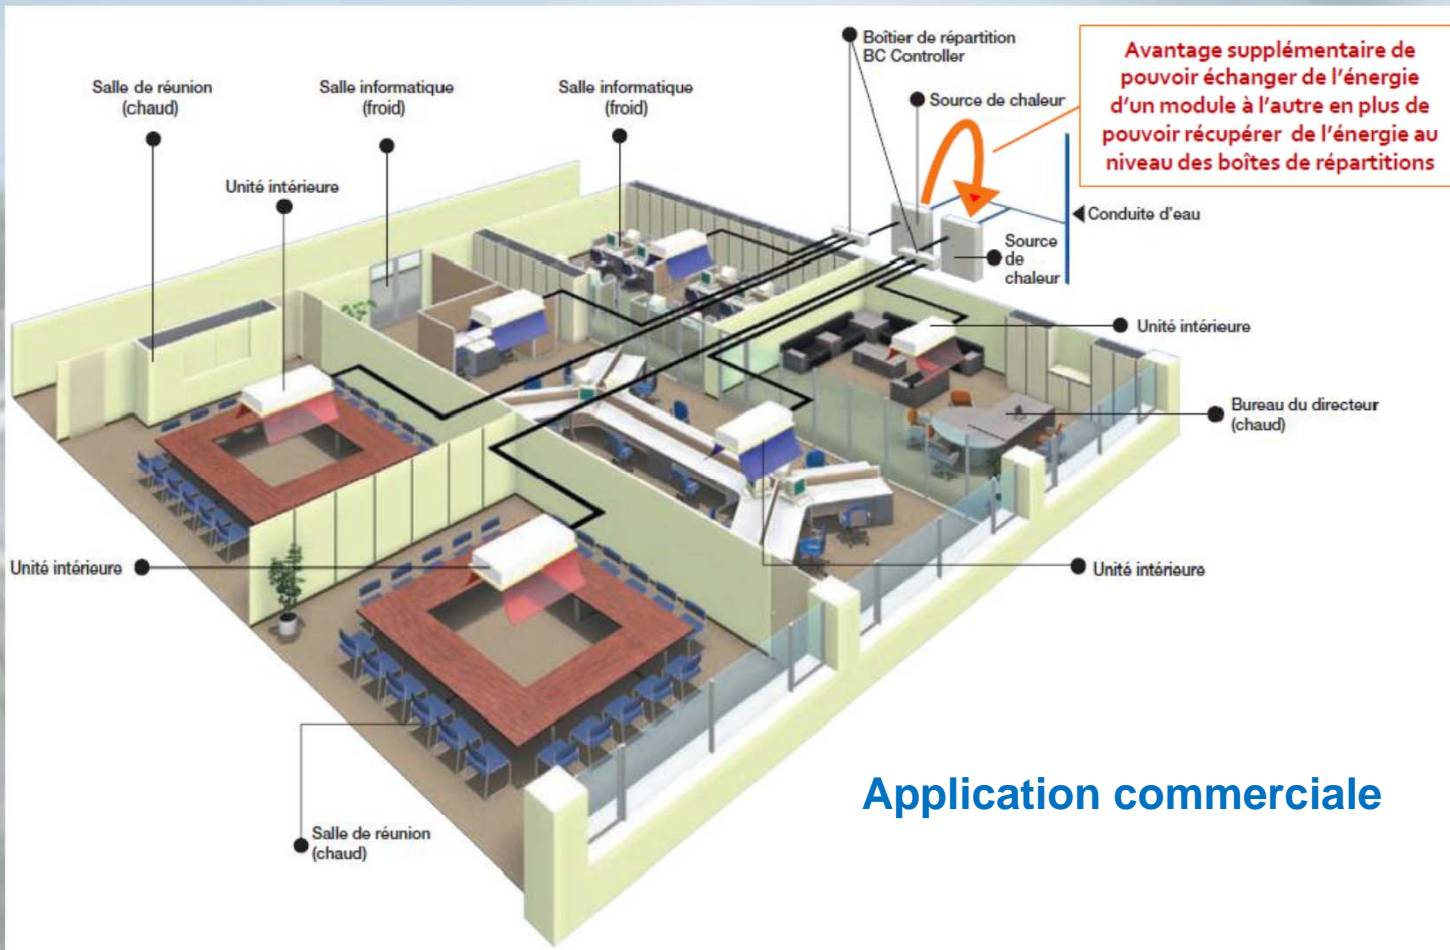 Boîtier de répartition
BC Controller
Avantage supplémentaire de
pouvoir échanger de l'énergie
d'un module à l'autre en plus de
pouvoir récupérer de l'énergie au
niveau des boîtes de répartitions
Salle de réunion
(chaud)
Salle informatique
(froid)
Salle informatique
(froid)
Source de chaleur
Unité intérieure
Conduite d'eau
Source
de
chaleur
Unité intérieure
Bureau du directeur
(chaud)
Unité intérieure
Unité intérieure
Application commerciale
Salle de réunion
(chaud)